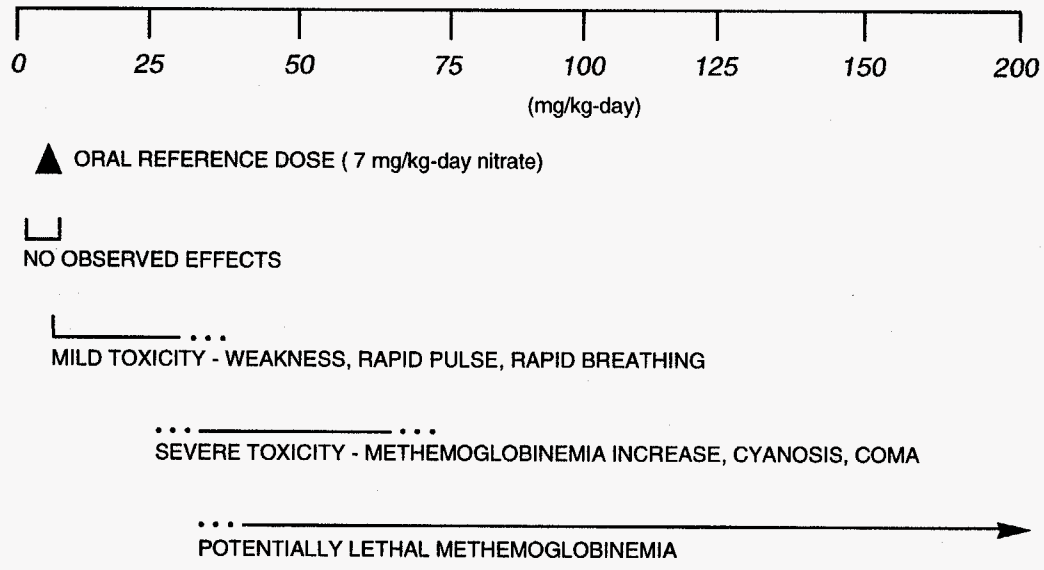 0 25 50 75 100 125 150 200
(mg/kg-day)
ORAL REFERENCE DOSE ( 7 mg/kg-day nitrate)
NO OBSERVED EFFECTS
MILD TOXICITY - WEAKNESS, RAPID PULSE, RAPID BREATHING
SEVERE TOXICITY - METHEMOGLOBINEMIA INCREASE, CYANOSIS, COMA
POTENTIALLY LETHAL METHEMOGLOBINEMIA